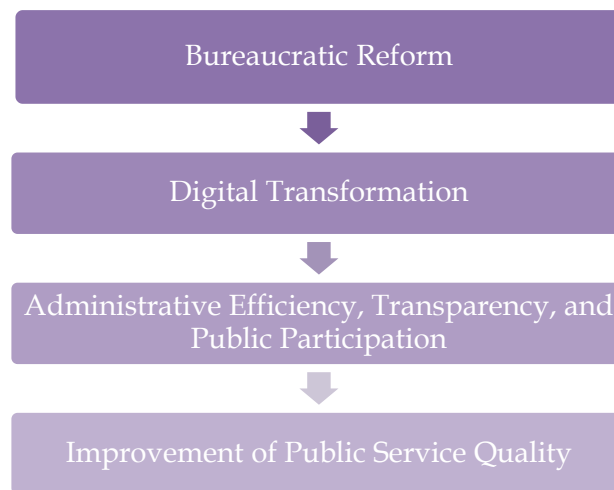 Bureaucratic Reform
Digital Transformation
Administrative Efficiency, Transparency, and
Public Participation
Improvement of Public Service Quality